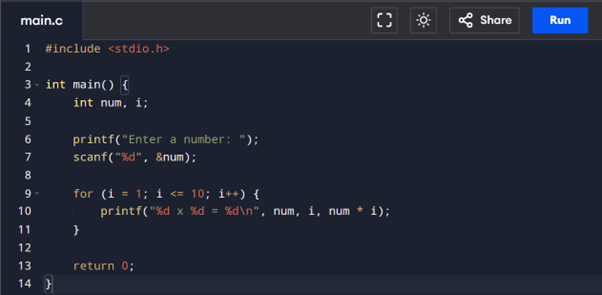 main.c Share Run
1 #include <stdio.h>
2
3 int main() {
4     int num, i;
5
6     printf("Enter a number: ");
7     scanf("%d", &num);
8
9     for (i = 1; i <= 10; i++) {
10         printf("%d x %d = %d\n", num, i, num * i);
11     }
12
13     return 0;
14 }